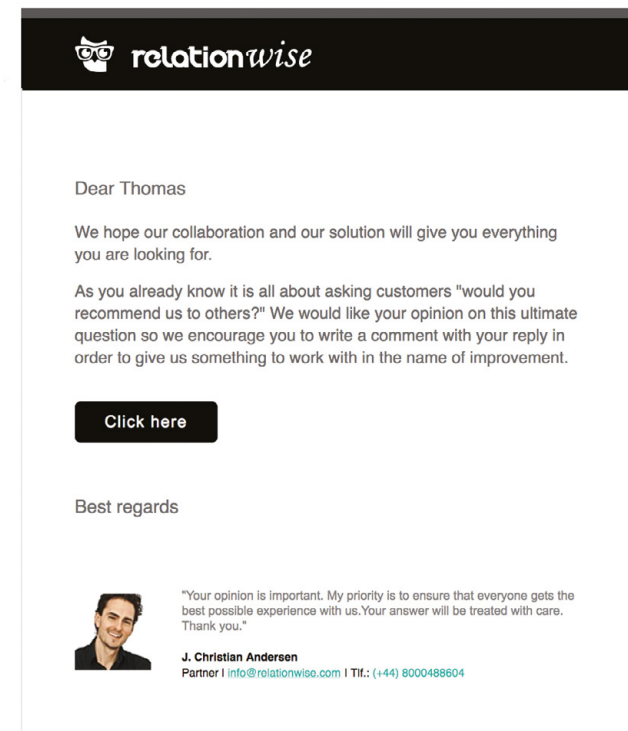 relationwise
Dear Thomas
We hope our collaboration and our solution will give you everything
you are looking for.
As you already know it is all about asking customers "would you
recommend us to others?" We would like your opinion on this ultimate
question so we encourage you to write a comment with your reply in
order to give us something to work with in the name of improvement.
Click here
Best regards
"Your opinion is important. My priority is to ensure that everyone gets the
best possible experience with us.Your answer will be treated with care.
Thank you."
J. Christian Andersen
Partner I info@relationwise.com I Tlf.: (+44) 8000488604